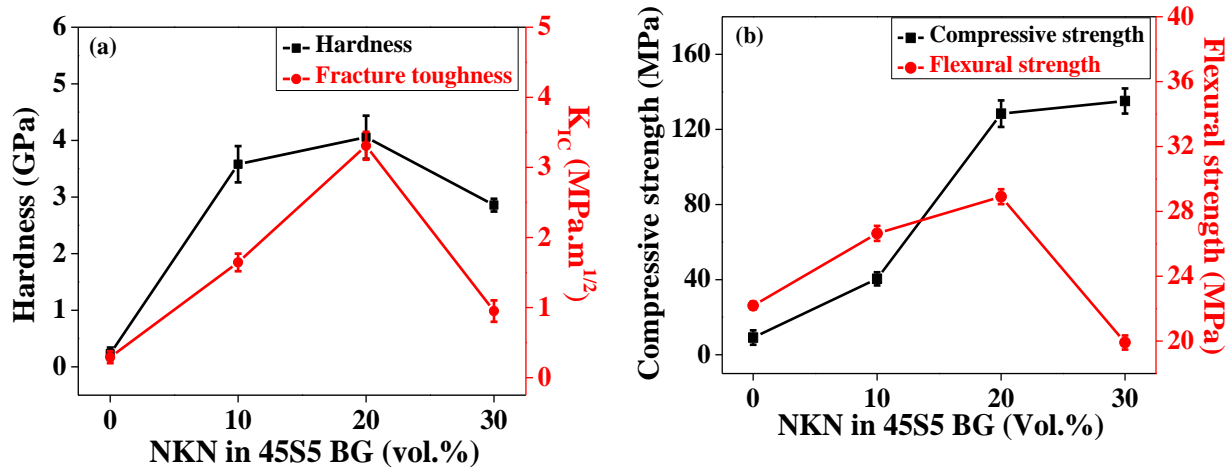 (a)
Hardness
Fracture toughness
6
5
4
3
2
1
0
Hardness (GPa)
5
4
3
2
1
0
K_IC (MPa.m^1/2)
0 10 20 30
NKN in 45S5 BG (vol.%)
(b)
Compressive strength
Flexural strength
160
120
80
40
0
Compressive strength (MPa)
40
36
32
28
22
20
Flexural strength (MPa)
0 10 20 30
NKN in 45S5 BG (Vol.%)